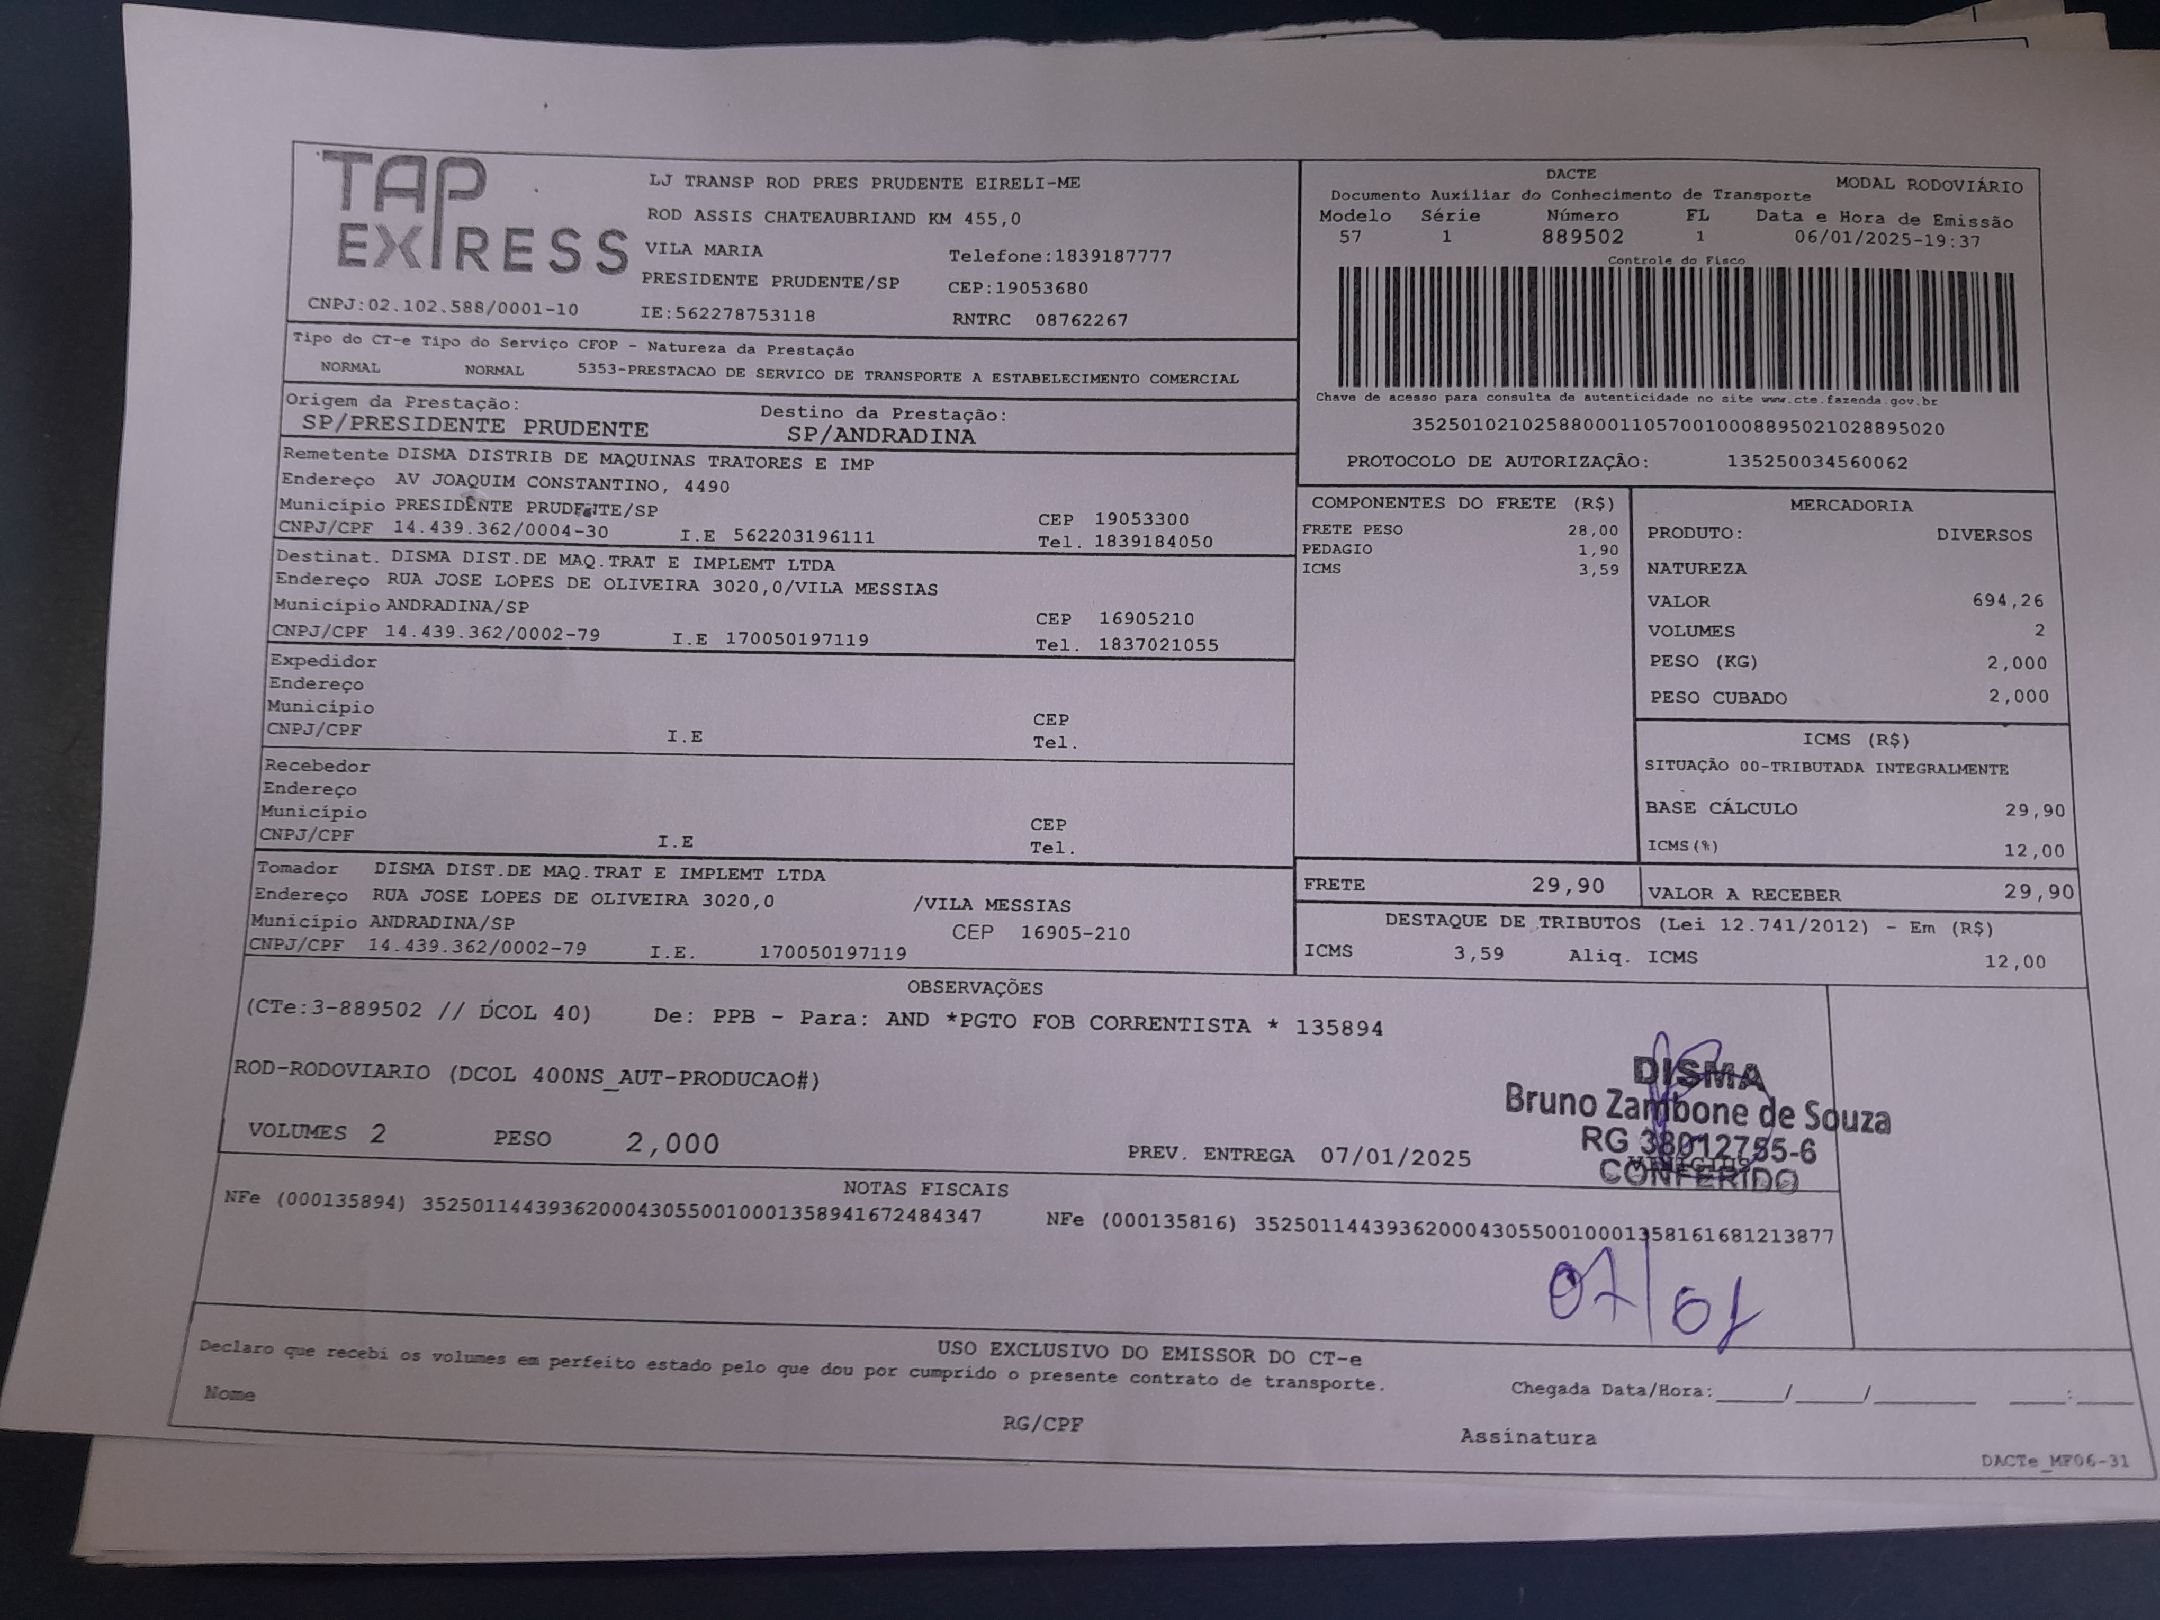 TAP
EXPRESS
CNPJ:02.102.588/0001-10
LJ TRANSP ROD PRES PRUDENTE EIRELI-ME
ROD ASSIS CHATEAUBRIAND KM 455,0
VILA MARIA Telefone:1839187777
PRESIDENTE PRUDENTE/SP CEP:19053680
IE:562278753118 RNTRC 08762267
DACTE MODAL RODOVIÁRIO
Documento Auxiliar do Conhecimento de Transporte
Modelo Série Número FL Data e Hora de Emissão
57 1 889502 1 06/01/2025-19:37
Controle do Fisco
Chave de acesso para consulta de autenticidade no site www.cte.fazenda.gov.br
35250102102588000110570010008895021028895020
PROTOCOLO DE AUTORIZAÇÃO: 135250034560062
Tipo do CT-e Tipo do Serviço CFOP - Natureza da Prestação
NORMAL NORMAL 5353-PRESTACAO DE SERVICO DE TRANSPORTE A ESTABELECIMENTO COMERCIAL
Origem da Prestação: Destino da Prestação:
SP/PRESIDENTE PRUDENTE SP/ANDRADINA
Remetente DISMA DISTRIB DE MAQUINAS TRATORES E IMP
Endereço AV JOAQUIM CONSTANTINO, 4490
Município PRESIDENTE PRUDENTE/SP CEP 19053300
CNPJ/CPF 14.439.362/0004-30 I.E 562203196111 Tel. 1839184050
Destinat. DISMA DIST.DE MAQ.TRAT E IMPLEMT LTDA
Endereço RUA JOSE LOPES DE OLIVEIRA 3020,0/VILA MESSIAS
Município ANDRADINA/SP CEP 16905210
CNPJ/CPF 14.439.362/0002-79 I.E 170050197119 Tel. 1837021055
Expedidor
Endereço
Município CEP
CNPJ/CPF I.E Tel.
Recebedor
Endereço
Município CEP
CNPJ/CPF I.E Tel.
Tomador DISMA DIST.DE MAQ.TRAT E IMPLEMT LTDA
Endereço RUA JOSE LOPES DE OLIVEIRA 3020,0 /VILA MESSIAS
Município ANDRADINA/SP CEP 16905-210
CNPJ/CPF 14.439.362/0002-79 I.E. 170050197119
COMPONENTES DO FRETE (R$)
FRETE PESO 28,00
PEDAGIO 1,90
ICMS 3,59
MERCADORIA
PRODUTO: DIVERSOS
NATUREZA
VALOR 694,26
VOLUMES 2
PESO (KG) 2,000
PESO CUBADO 2,000
ICMS (R$)
SITUAÇÃO 00-TRIBUTADA INTEGRALMENTE
BASE CÁLCULO 29,90
ICMS(%) 12,00
FRETE 29,90 VALOR A RECEBER 29,90
DESTAQUE DE TRIBUTOS (Lei 12.741/2012) - Em (R$)
ICMS 3,59 Aliq. ICMS 12,00
OBSERVAÇÕES
(CTe:3-889502 // DCOL 40) De: PPB - Para: AND *PGTO FOB CORRENTISTA * 135894
ROD-RODOVIARIO (DCOL 400NS_AUT-PRODUCAO#)
VOLUMES 2 PESO 2,000 PREV. ENTREGA 07/01/2025
DISMA
Bruno Zambone de Souza
RG 38012755-6
CONFERIDO
NOTAS FISCAIS
NFe (000135894) 35250114439362000430550010001358941672484347 NFe (000135816) 35250114439362000430550010001358161681213877
07/01
USO EXCLUSIVO DO EMISSOR DO CT-e
Declaro que recebi os volumes em perfeito estado pelo que dou por cumprido o presente contrato de transporte.
Chegada Data/Hora:____/____/______ ___:___
Nome RG/CPF Assinatura
DACTe_MF06-31